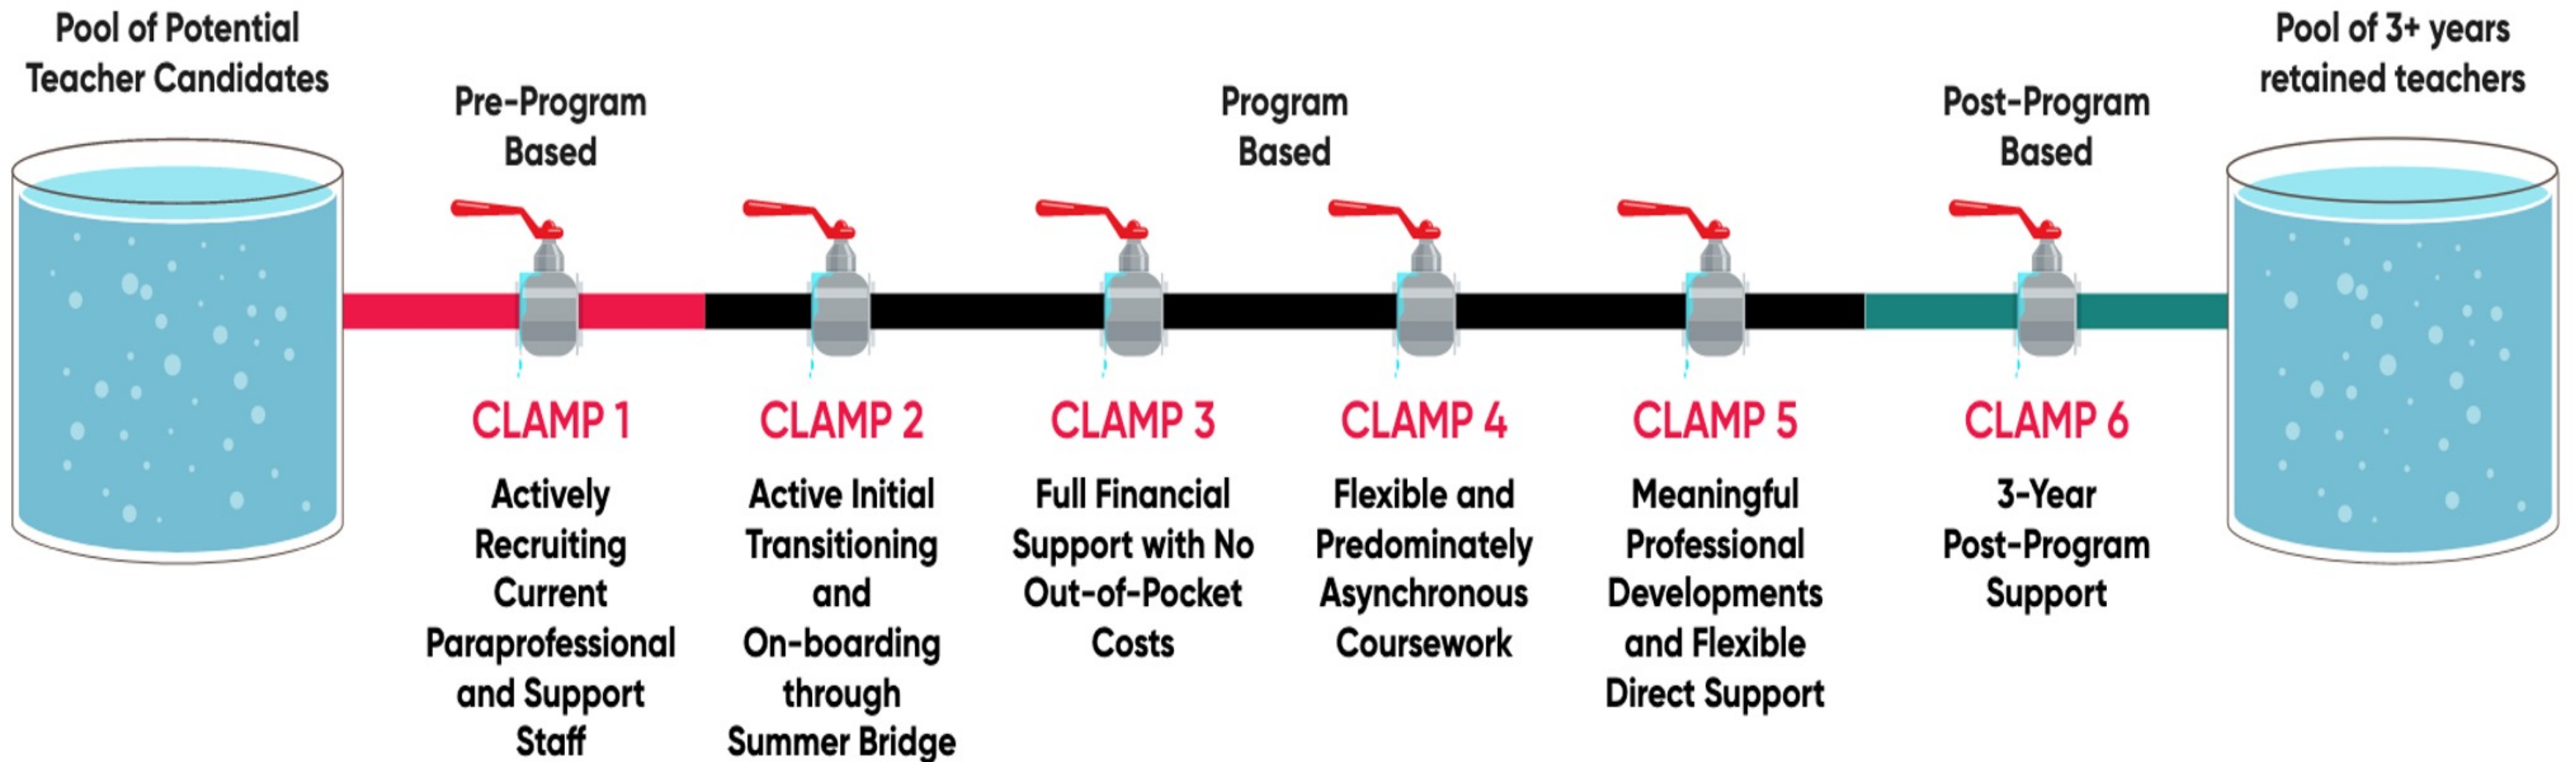 Pool of Potential
Teacher Candidates
Pre-Program
Based
Program
Based
Post-Program
Based
Pool of 3+ years
retained teachers
CLAMP 1
Actively
Recruiting
Current
Paraprofessional
and Support
Staff
CLAMP 2
Active Initial
Transitioning
and
On-boarding
through
Summer Bridge
CLAMP 3
Full Financial
Support with No
Out-of-Pocket
Costs
CLAMP 4
Flexible and
Predominately
Asynchronous
Coursework
CLAMP 5
Meaningful
Professional
Developments
and Flexible
Direct Support
CLAMP 6
3-Year
Post-Program
Support